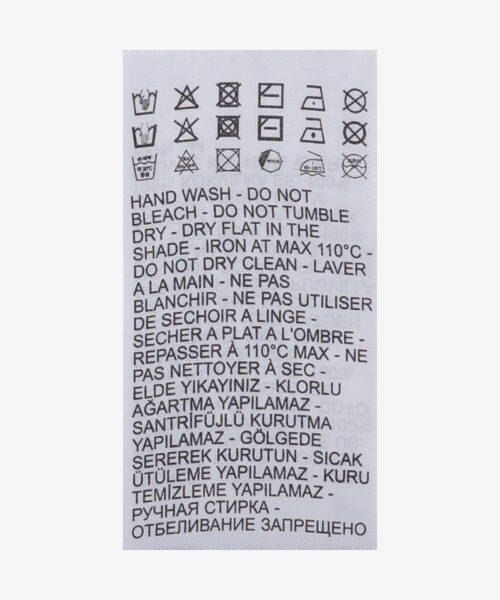 HAND WASH - DO NOT
BLEACH - DO NOT TUMBLE
DRY - DRY FLAT IN THE
SHADE - IRON AT MAX 110°C -
DO NOT DRY CLEAN - LAVER
A LA MAIN - NE PAS
BLANCHIR - NE PAS UTILISER
DE SECHOIR A LINGE -
SECHER A PLAT A L'OMBRE -
REPASSER À 110°C MAX - NE
PAS NETTOYER À SEC -
ELDE YIKAYINIZ - KLORLU
AĞARTMA YAPILAMAZ -
SANTRİFÜJLÜ KURUTMA
YAPILAMAZ - GÖLGEDE
SEREREK KURUTUN - SICAK
ÜTÜLEME YAPILAMAZ - KURU
TEMİZLEME YAPILAMAZ -
РУЧНАЯ СТИРКА -
ОТБЕЛИВАНИЕ ЗАПРЕЩЕНО